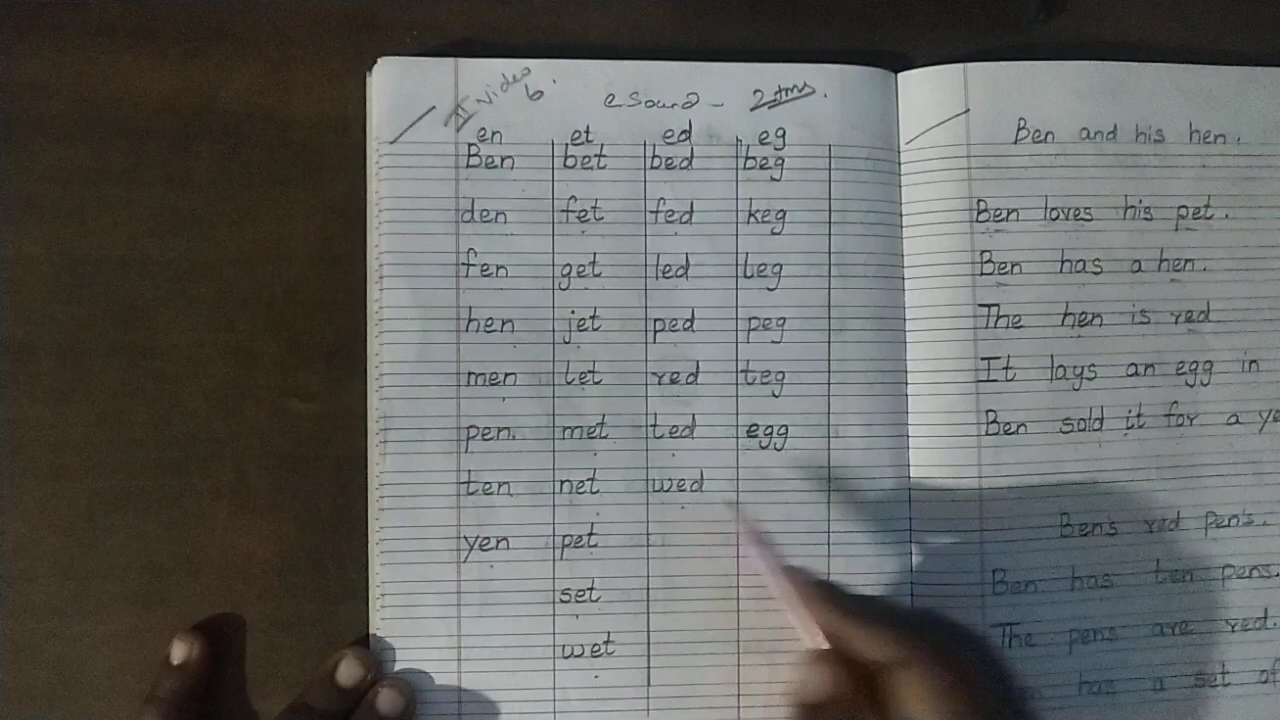 II Video 6.
e Sound - 2 tms.
en et ed eg
Ben bet bed beg
den fet fed keg
fen get led leg
hen jet ped peg
men let red teg
pen. met ted egg
ten net wed
yen pet
set
wet
Ben and his hen.
Ben loves his pet.
Ben has a hen.
The hen is red
It lays an egg in
Ben sold it for a
Ben's red pen's.
Ben has ten pens.
The pens are red.
has a set of